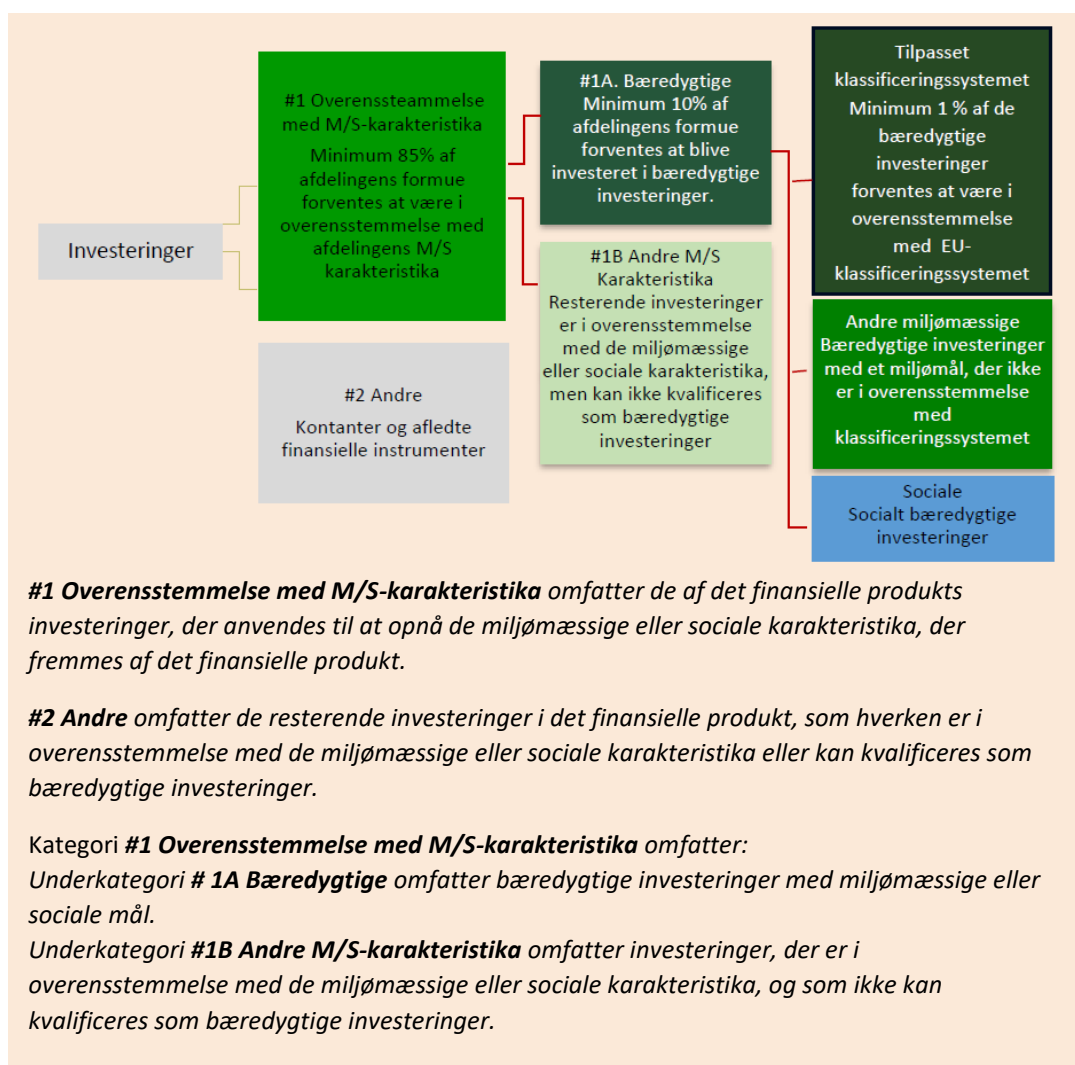 Investeringer
#1 Overenssteammelse
med M/S-karakteristika
Minimum 85% af
afdelingens formue
forventes at være i
overensstemmelse med
afdelingens M/S
karakteristika
#2 Andre
Kontanter og afledte
finansielle instrumenter
#1A. Bæredygtige
Minimum 10% af
afdelingens formue
forventes at blive
investeret i bæredygtige
investeringer.
#1B Andre M/S
Karakteristika
Resterende investeringer
er i overensstemmelse
med de miljømæssige
eller sociale karakteristika,
men kan ikke kvalificeres
som bæredygtige
investeringer
Tilpasset
klassificeringssystemet
Minimum 1 % af de
bæredygtige
investeringer
forventes at være i
overensstemmelse
med EU-
klassificeringssystemet
Andre miljømæssige
Bæredygtige investeringer
med et miljømål, der ikke
er i overensstemmelse
med
klassificeringssystemet
Sociale
Socialt bæredygtige
investeringer
#1 Overensstemmelse med M/S-karakteristika omfatter de af det finansielle produkts
investeringer, der anvendes til at opnå de miljømæssige eller sociale karakteristika, der
fremmes af det finansielle produkt.
#2 Andre omfatter de resterende investeringer i det finansielle produkt, som hverken er i
overensstemmelse med de miljømæssige eller sociale karakteristika eller kan kvalificeres som
bæredygtige investeringer.
Kategori #1 Overensstemmelse med M/S-karakteristika omfatter:
Underkategori # 1A Bæredygtige omfatter bæredygtige investeringer med miljømæssige eller
sociale mål.
Underkategori #1B Andre M/S-karakteristika omfatter investeringer, der er i
overensstemmelse med de miljømæssige eller sociale karakteristika, og som ikke kan
kvalificeres som bæredygtige investeringer.